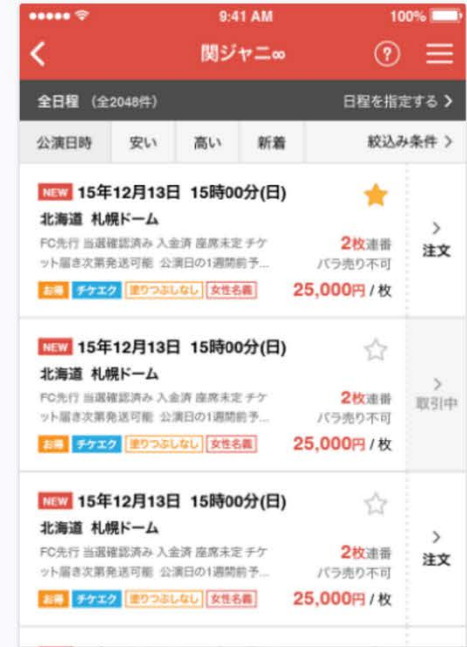 9:41 AM
100%
関ジャニ∞
全日程 (全2048件)
日程を指定する
公演日時
安い
高い
新着
絞込み条件
NEW 15年12月13日 15時00分(日)
北海道 札幌ドーム
FC先行 当選確認済み 入金済 座席未定 チケ
ット届き次第発送可能 公演日の1週間前予...
2枚連番
バラ売り不可
お得 チケエク 塗りつぶしなし 女性名義
25,000円 / 枚
注文
NEW 15年12月13日 15時00分(日)
北海道 札幌ドーム
FC先行 当選確認済み 入金済 座席未定 チケ
ット届き次第発送可能 公演日の1週間前予...
2枚連番
バラ売り不可
お得 チケエク 塗りつぶしなし 女性名義
25,000円 / 枚
取引中
NEW 15年12月13日 15時00分(日)
北海道 札幌ドーム
FC先行 当選確認済み 入金済 座席未定 チケ
ット届き次第発送可能 公演日の1週間前予...
2枚連番
バラ売り不可
お得 チケエク 塗りつぶしなし 女性名義
25,000円 / 枚
注文